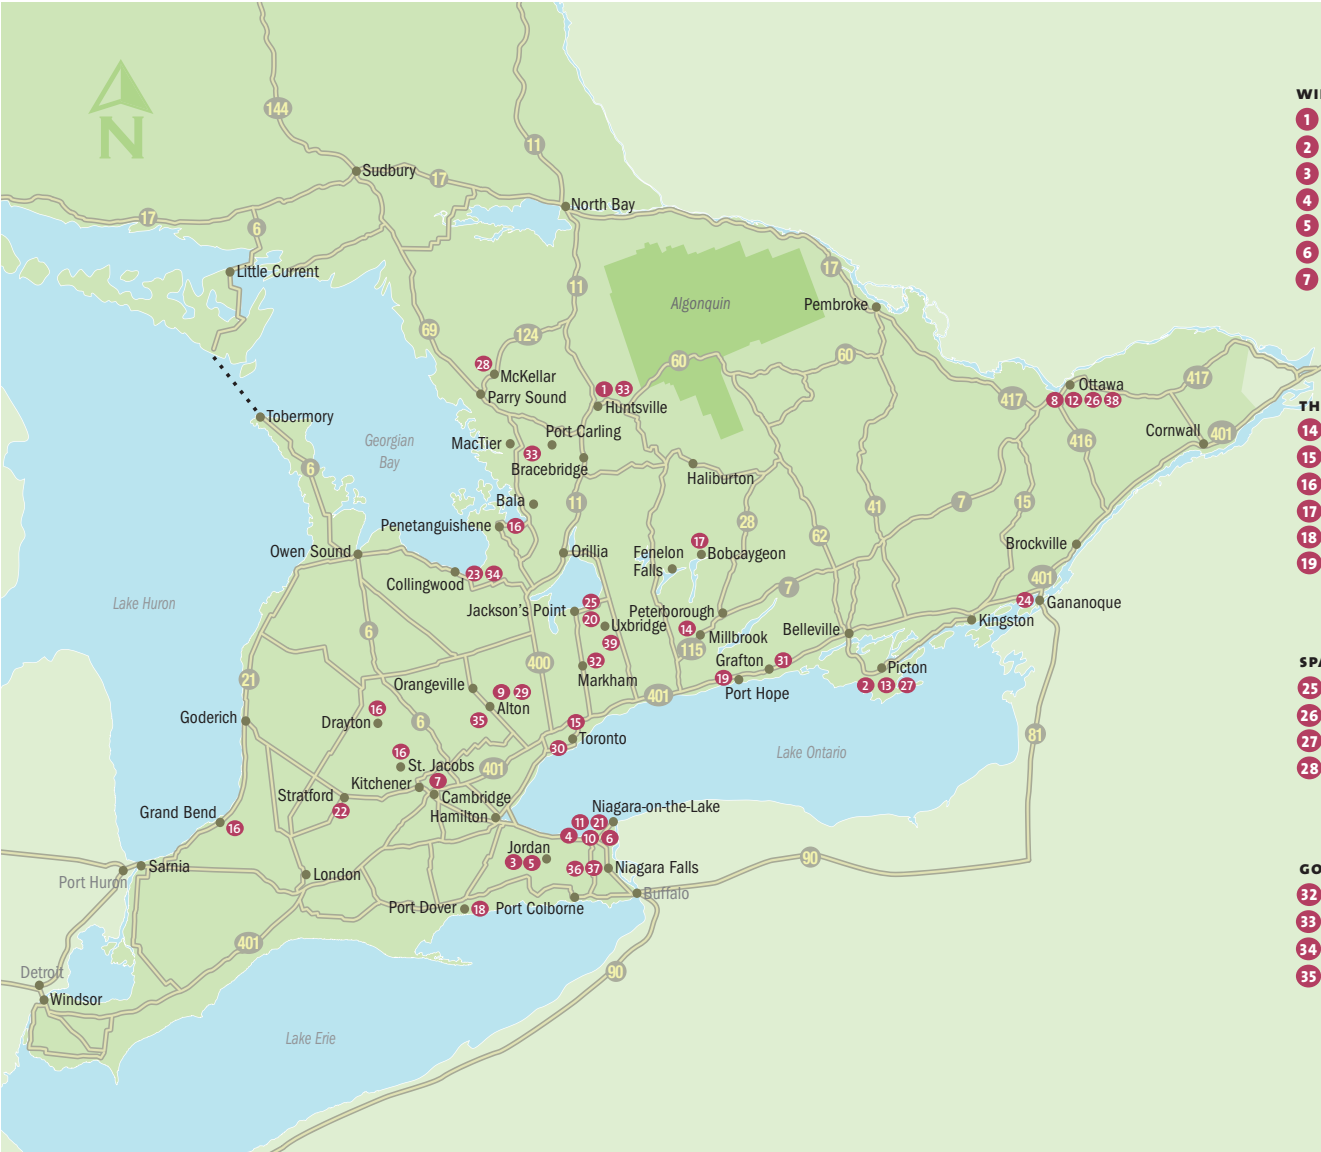 WI
1
144
2
11
3
Sudbury
17
4
North Bay
17
6
5
N
6
Little Current
17
7
11
Algonquin
Pembroke
69
124
60
60
28
McKellar
417
Ottawa
417
Parry Sound
1 33
8 12 26 38
Huntsville
TH
Tobermory
Georgian
Bay
MacTier
Port Carling
33
Bracebridge
416
Cornwall
401
14
6
Haliburton
15
Bala
11
41
7
15
16
Penetanguishene
16
28
62
17
Owen Sound
Orillia
Fenelon
Falls
17
Bobcaygeon
Brockville
18
Collingwood
23 34
7
401
19
Lake Huron
Jackson's Point
25
20
Uxbridge
Peterborough
24
Gananoque
6
39
14
Millbrook
Belleville
Kingston
400
32
Markham
115
Grafton
31
Picton
SPA
21
Orangeville
9 29
Alton
401
19
Port Hope
2 13 27
25
Goderich
16
Drayton
6
35
15
Toronto
26
16
St. Jacobs
401
30
Lake Ontario
81
27
Kitchener
7
Cambridge
28
Stratford
22
Hamilton
Niagara-on-the-Lake
Grand Bend
16
11 21
4 10 6
Jordan
3 5
90
Sarnia
Port Huron
London
36 37
Niagara Falls
GO
Buffalo
32
Port Dover
18
Port Colborne
33
401
34
Detroit
90
35
Windsor
Lake Erie